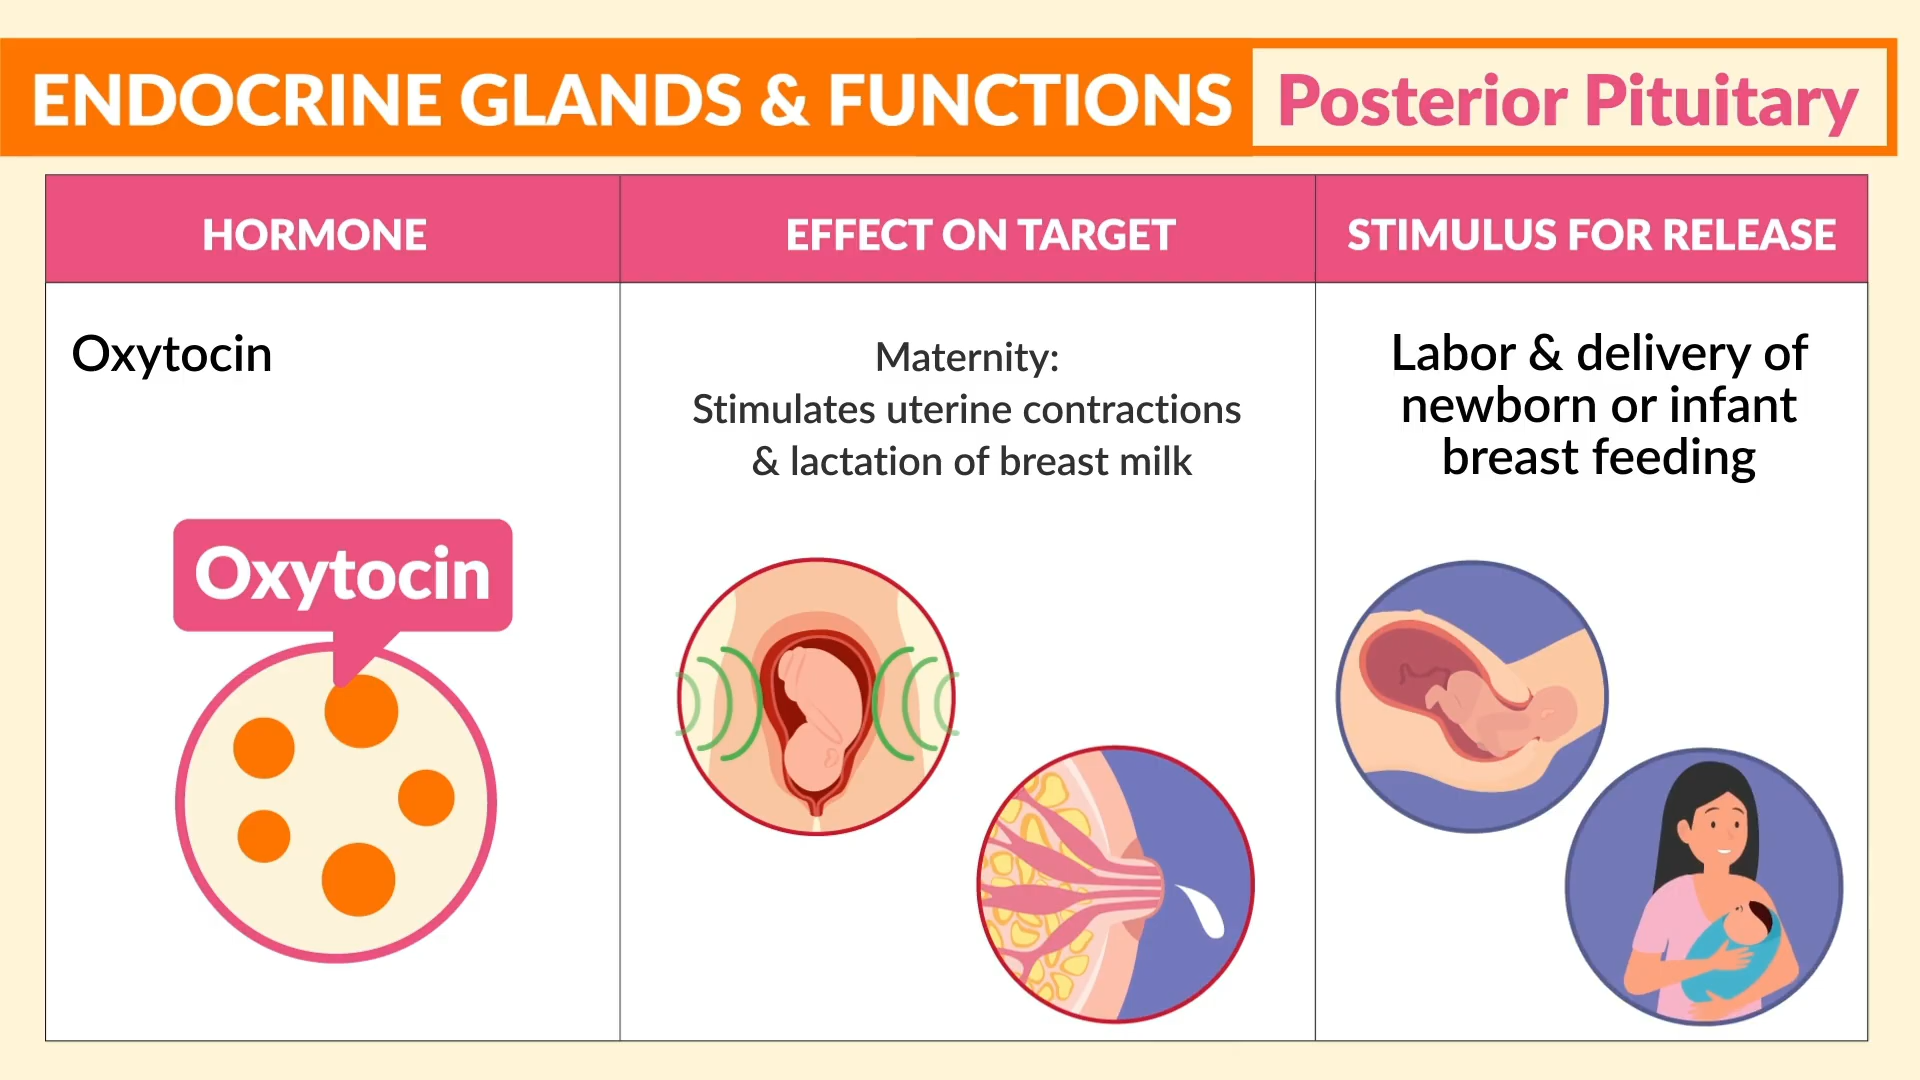 ENDOCRINE GLANDS & FUNCTIONS Posterior Pituitary
HORMONE
EFFECT ON TARGET
STIMULUS FOR RELEASE
Oxytocin
Maternity:
Stimulates uterine contractions
& lactation of breast milk
Labor & delivery of
newborn or infant
breast feeding
Oxytocin